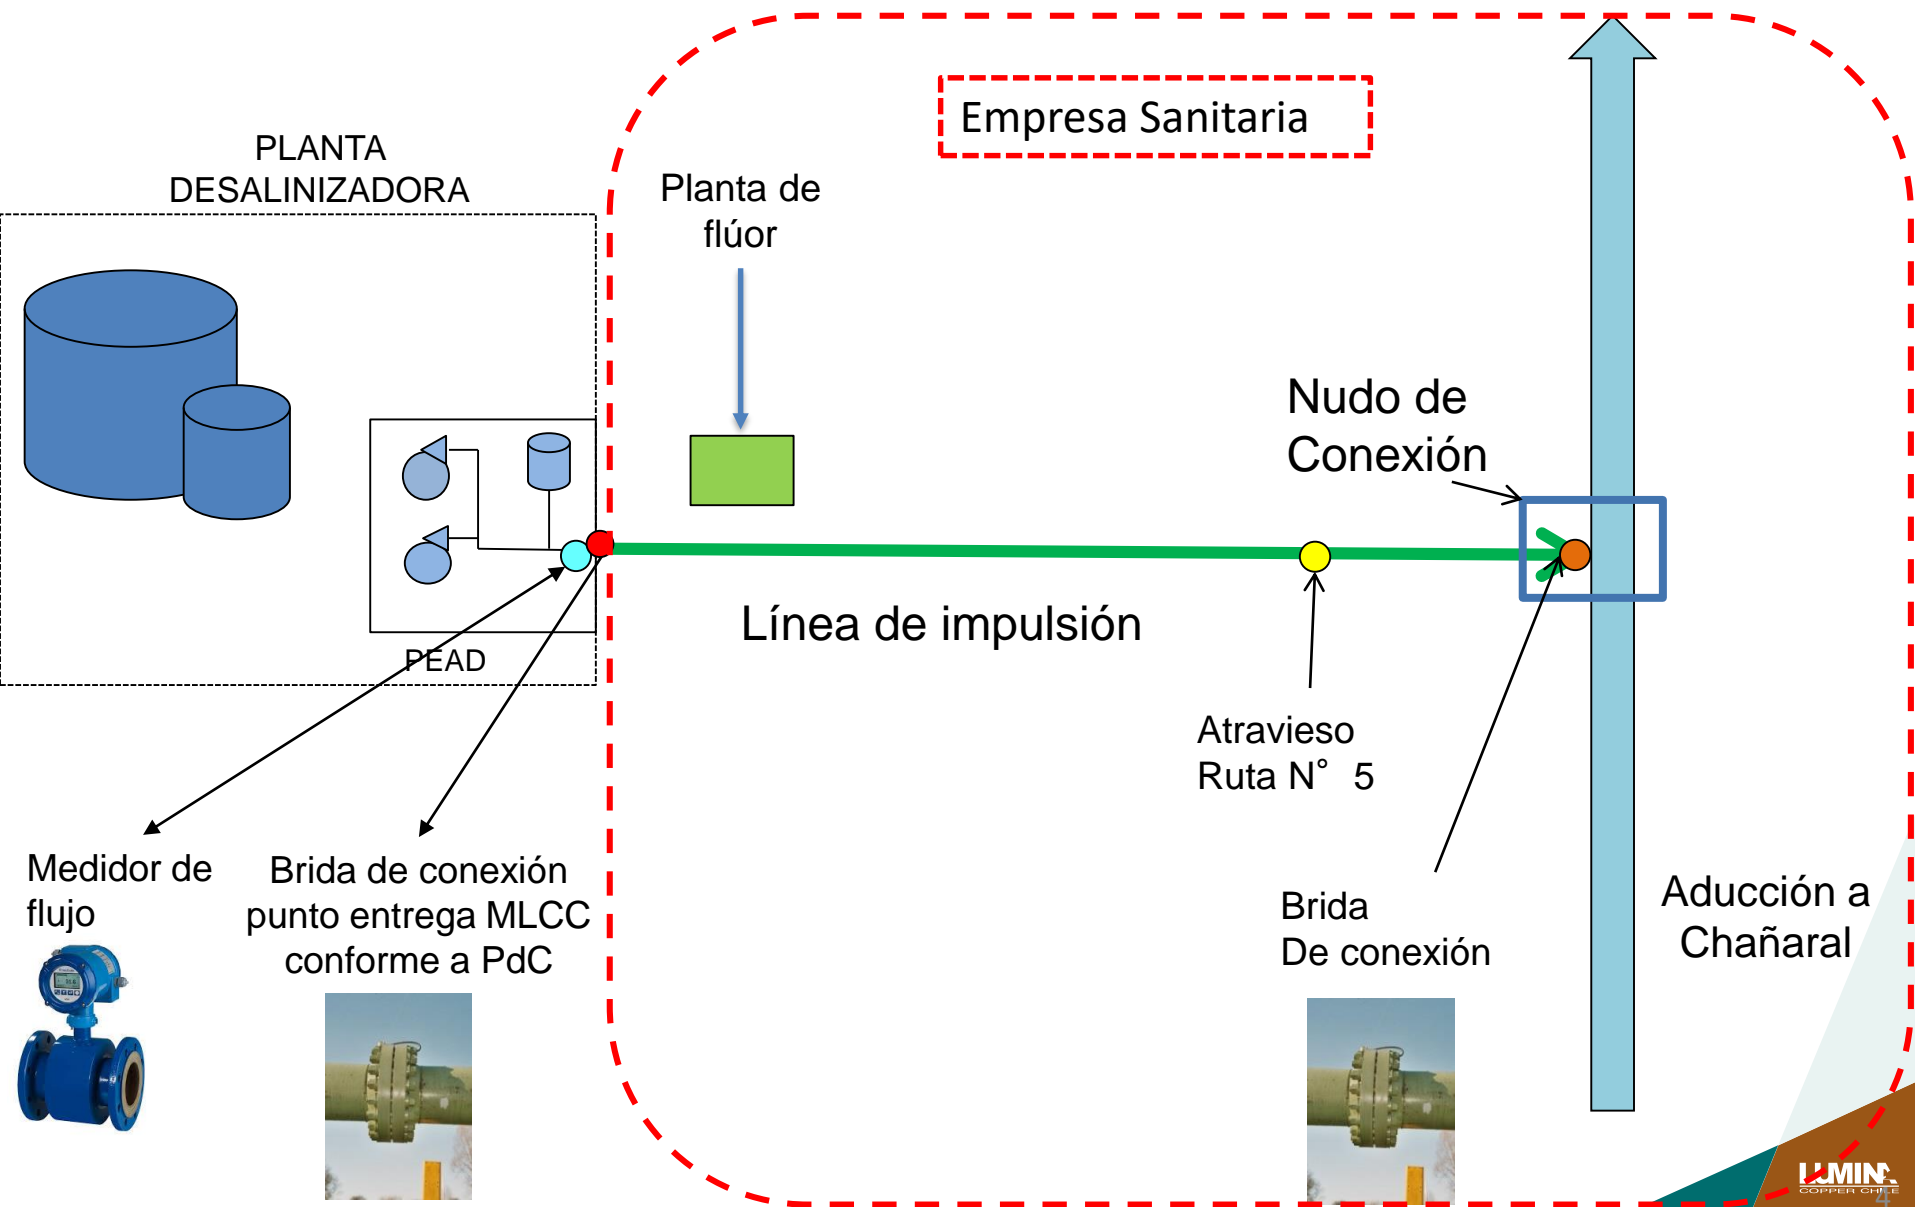 Empresa Sanitaria
PLANTA
DESALINIZADORA
Planta de
flúor
Nudo de
Conexión
Línea de impulsión
PEAD
Atravieso
Ruta N° 5
Medidor de
flujo
Brida de conexión
punto entrega MLCC
conforme a PdC
Brida
De conexión
Aducción a
Chañaral
LUMINA
COPPER CHILE
4